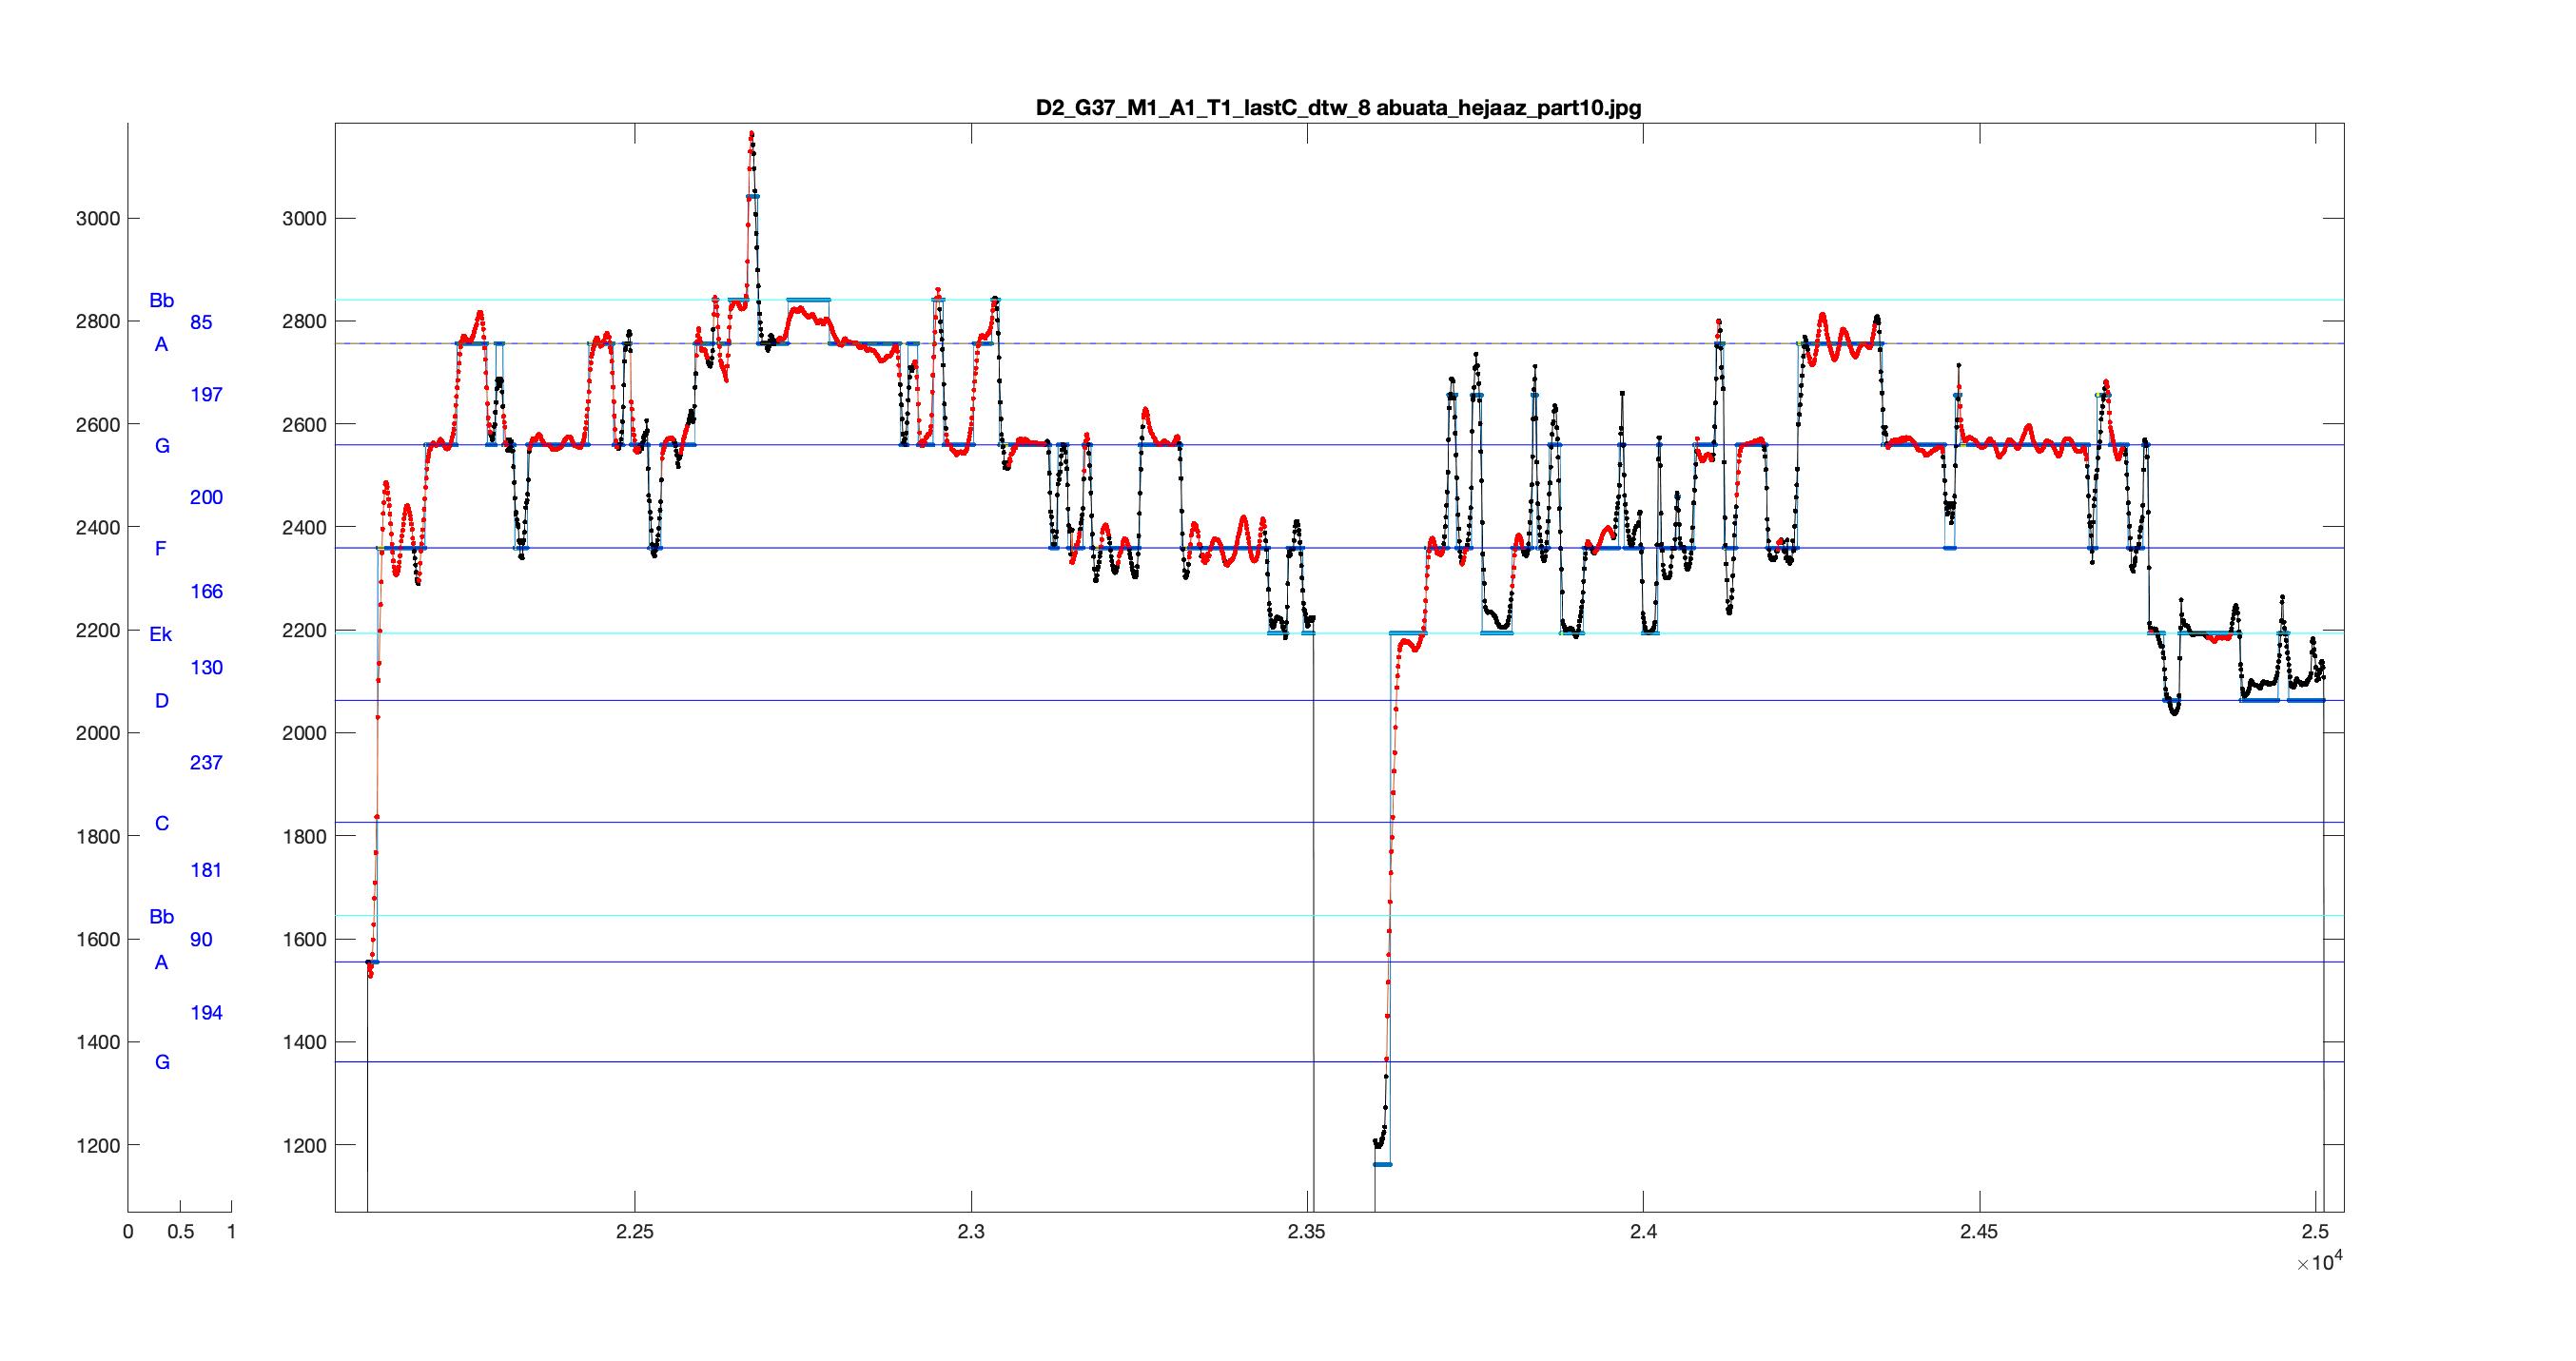 D2_G37_M1_A1_T1_lastC_dtw_8 abuata_hejaaz_part10.jpg
3000 3000
Bb
2800 85 2800
A
197
2600 2600
G
200
2400 2400
F
166
2200 Ek 2200
130
D
2000 2000
237
C
1800 1800
181
Bb
1600 90 1600
A
194
1400 1400
G
1200 1200
0 0.5 1 2.25 2.3 2.35 2.4 2.45 2.5
×10⁴